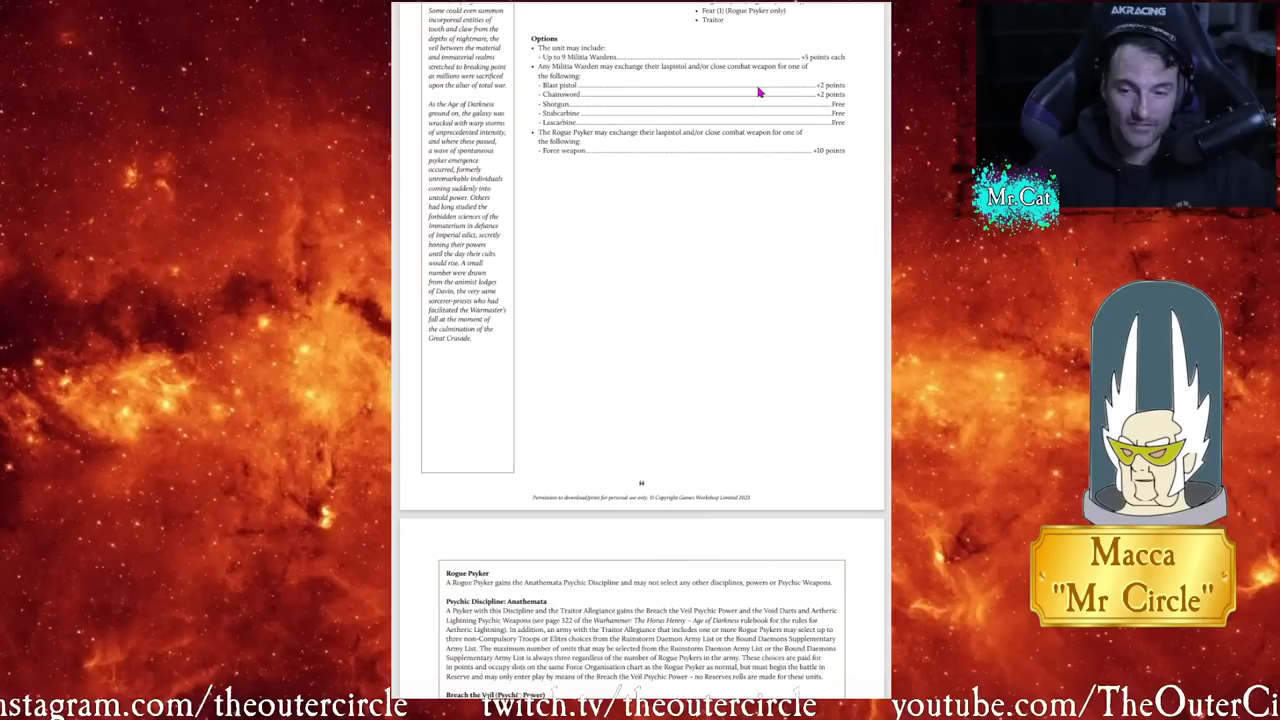 Some could even summon
incorporeal entities of
tooth and claw from the
depths of nightmare, the
veil between the material
and immaterial realms
stretched to breaking point
as millions were sacrificed
upon the altar of total war.
As the Age of Darkness
ground on, the galaxy was
wracked with warp storms
of unprecedented intensity,
and where these passed,
a wave of spontaneous
psyker emergence
occurred, formerly
unremarkable individuals
coming suddenly into
untold power. Others
had long studied the
forbidden sciences of the
Immaterium in defiance
of Imperial edict, secretly
honing their powers
until the day their cults
would rise. A small
number were drawn
from the animist lodges
of Davin, the very same
sorcerer-priests who had
facilitated the Warmaster's
fall at the moment of
the culmination of the
Great Crusade.
• Fear (1) (Rogue Psyker only)
• Traitor
Options
• The unit may include:
- Up to 9 Militia Wardens +5 points each
• Any Militia Warden may exchange their laspistol and/or close combat weapon for one of
the following:
- Blast pistol +2 points
- Chainsword +2 points
- Shotgun Free
- Stubcarbine Free
- Lascarbine Free
• The Rogue Psyker may exchange their laspistol and/or close combat weapon for one of
the following:
- Force weapon +10 points
14
Permission to download/print for personal use only. © Copyright Games Workshop Limited 2023
Rogue Psyker
A Rogue Psyker gains the Anathemata Psychic Discipline and may not select any other disciplines, powers or Psychic Weapons.
Psychic Discipline: Anathemata
A Psyker with this Discipline and the Traitor Allegiance gains the Breach the Veil Psychic Power and the Void Darts and Aetheric
Lightning Psychic Weapons (see page 322 of the Warhammer: The Horus Heresy – Age of Darkness rulebook for the rules for
Aetheric Lightning). In addition, an army with the Traitor Allegiance that includes one or more Rogue Psykers may select up to
three non-Compulsory Troops or Elites choices from the Ruinstorm Daemon Army List or the Bound Daemons Supplementary
Army List. The maximum number of units that may be selected from the Ruinstorm Daemon Army List or the Bound Daemons
Supplementary Army List is always three regardless of the number of Rogue Psykers in the army. These choices are paid for
in points and occupy slots on the same Force Organisation chart as the Rogue Psyker as normal, but must begin the battle in
Reserve and may only enter play by means of the Breach the Veil Psychic Power – no Reserves rolls are made for these units.
Breach the Veil (Psychic Power)
AKRACING
Mr.Cat
Macca
"Mr Circle"
nstagram.com/theoutercircle
twitch.tv/theoutercircle
youtube.com/TheOuterCi